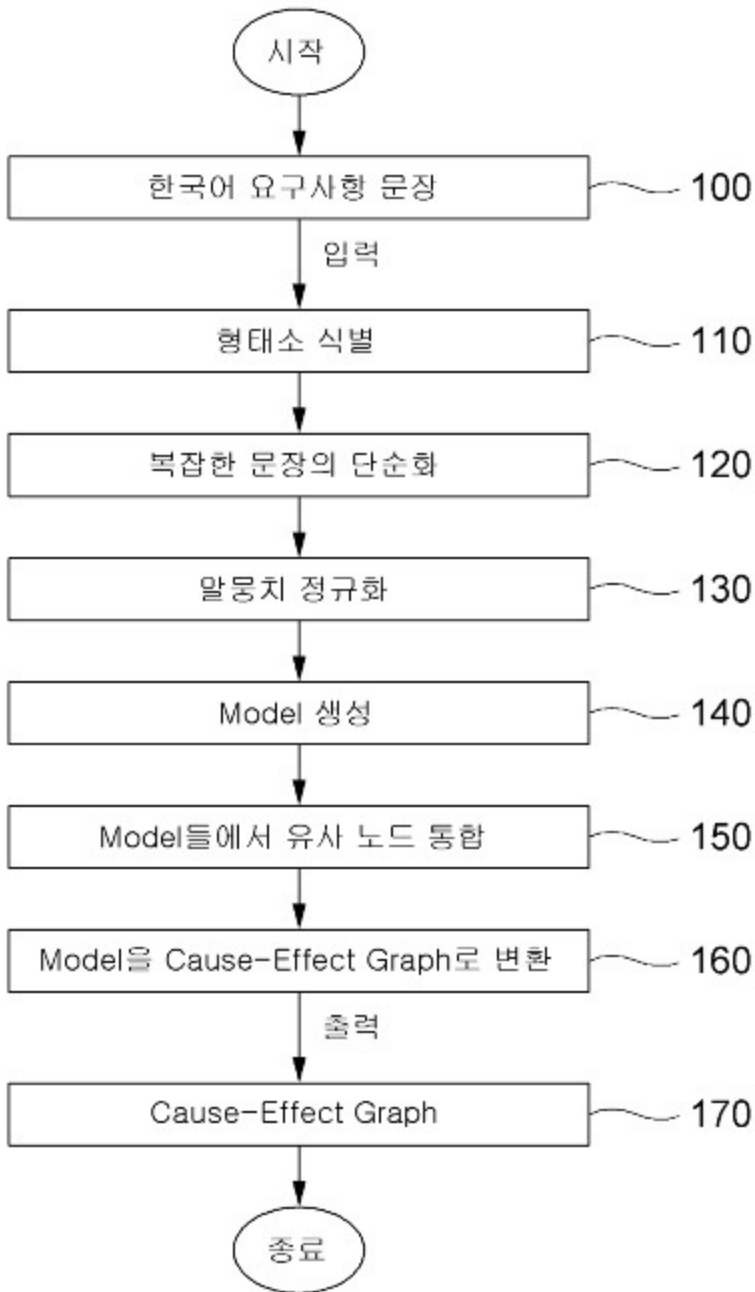 시작
한국어 요구사항 문장 100
입력
형태소 식별 110
복잡한 문장의 단순화 120
말뭉치 정규화 130
Model 생성 140
Model들에서 유사 노드 통합 150
Model을 Cause-Effect Graph로 변환 160
출력
Cause-Effect Graph 170
종료